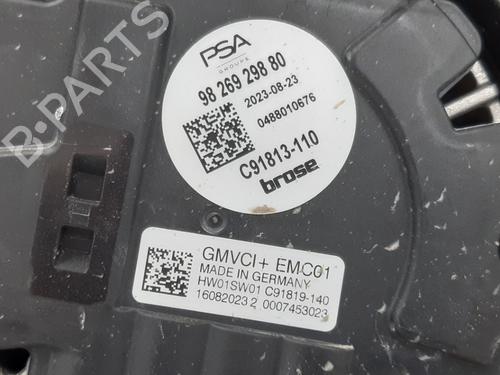 B-PARTS
PSA
GROUPE
98 269 298 80
2023-08-23
0488010676
C91813-110
brose
GMVCI+ EMC01
MADE IN GERMANY
HW01SW01 C91819-140
16082023 2 0007453023